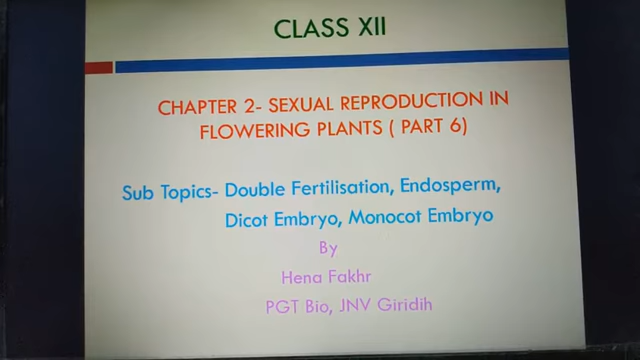 CLASS XII
CHAPTER 2- SEXUAL REPRODUCTION IN
FLOWERING PLANTS ( PART 6)
Sub Topics- Double Fertilisation, Endosperm,
Dicot Embryo, Monocot Embryo
By
Hena Fakhr
PGT Bio, JNV Giridih